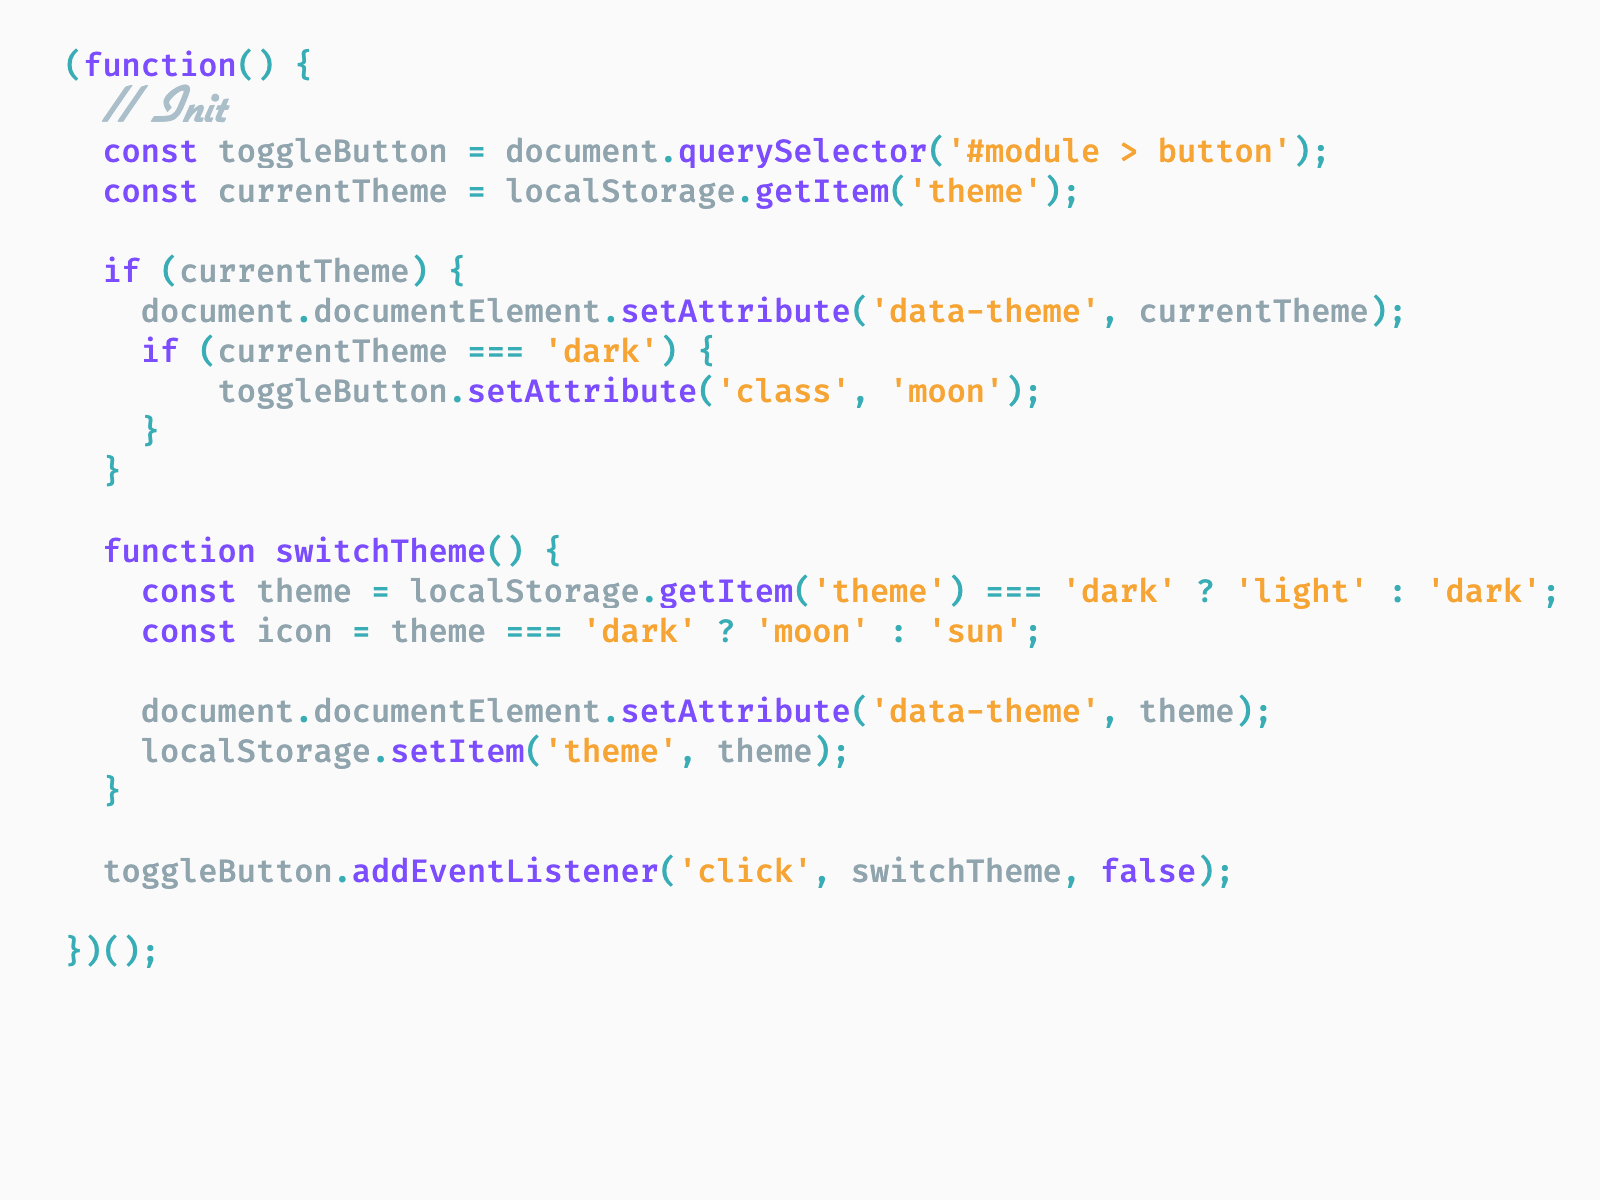 (function() {
  // Init
  const toggleButton = document.querySelector('#module > button');
  const currentTheme = localStorage.getItem('theme');

  if (currentTheme) {
    document.documentElement.setAttribute('data-theme', currentTheme);
    if (currentTheme === 'dark') {
        toggleButton.setAttribute('class', 'moon');
    }
  }

  function switchTheme() {
    const theme = localStorage.getItem('theme') === 'dark' ? 'light' : 'dark';
    const icon = theme === 'dark' ? 'moon' : 'sun';

    document.documentElement.setAttribute('data-theme', theme);
    localStorage.setItem('theme', theme);
  }

  toggleButton.addEventListener('click', switchTheme, false);

})();